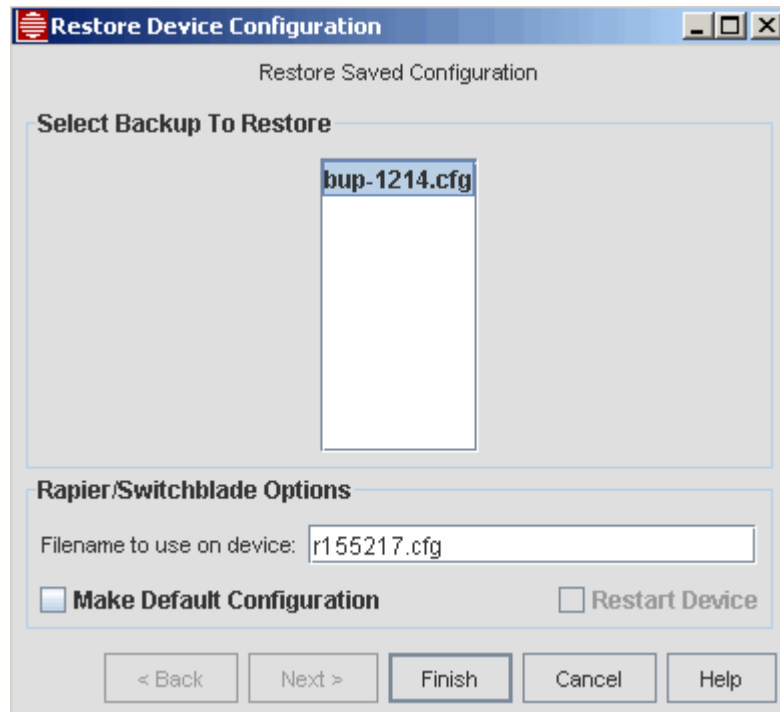 Restore Device Configuration
Restore Saved Configuration
Select Backup To Restore
bup-1214.cfg
Rapier/Switchblade Options
Filename to use on device: r155217.cfg
Make Default Configuration Restart Device
< Back Next > Finish Cancel Help